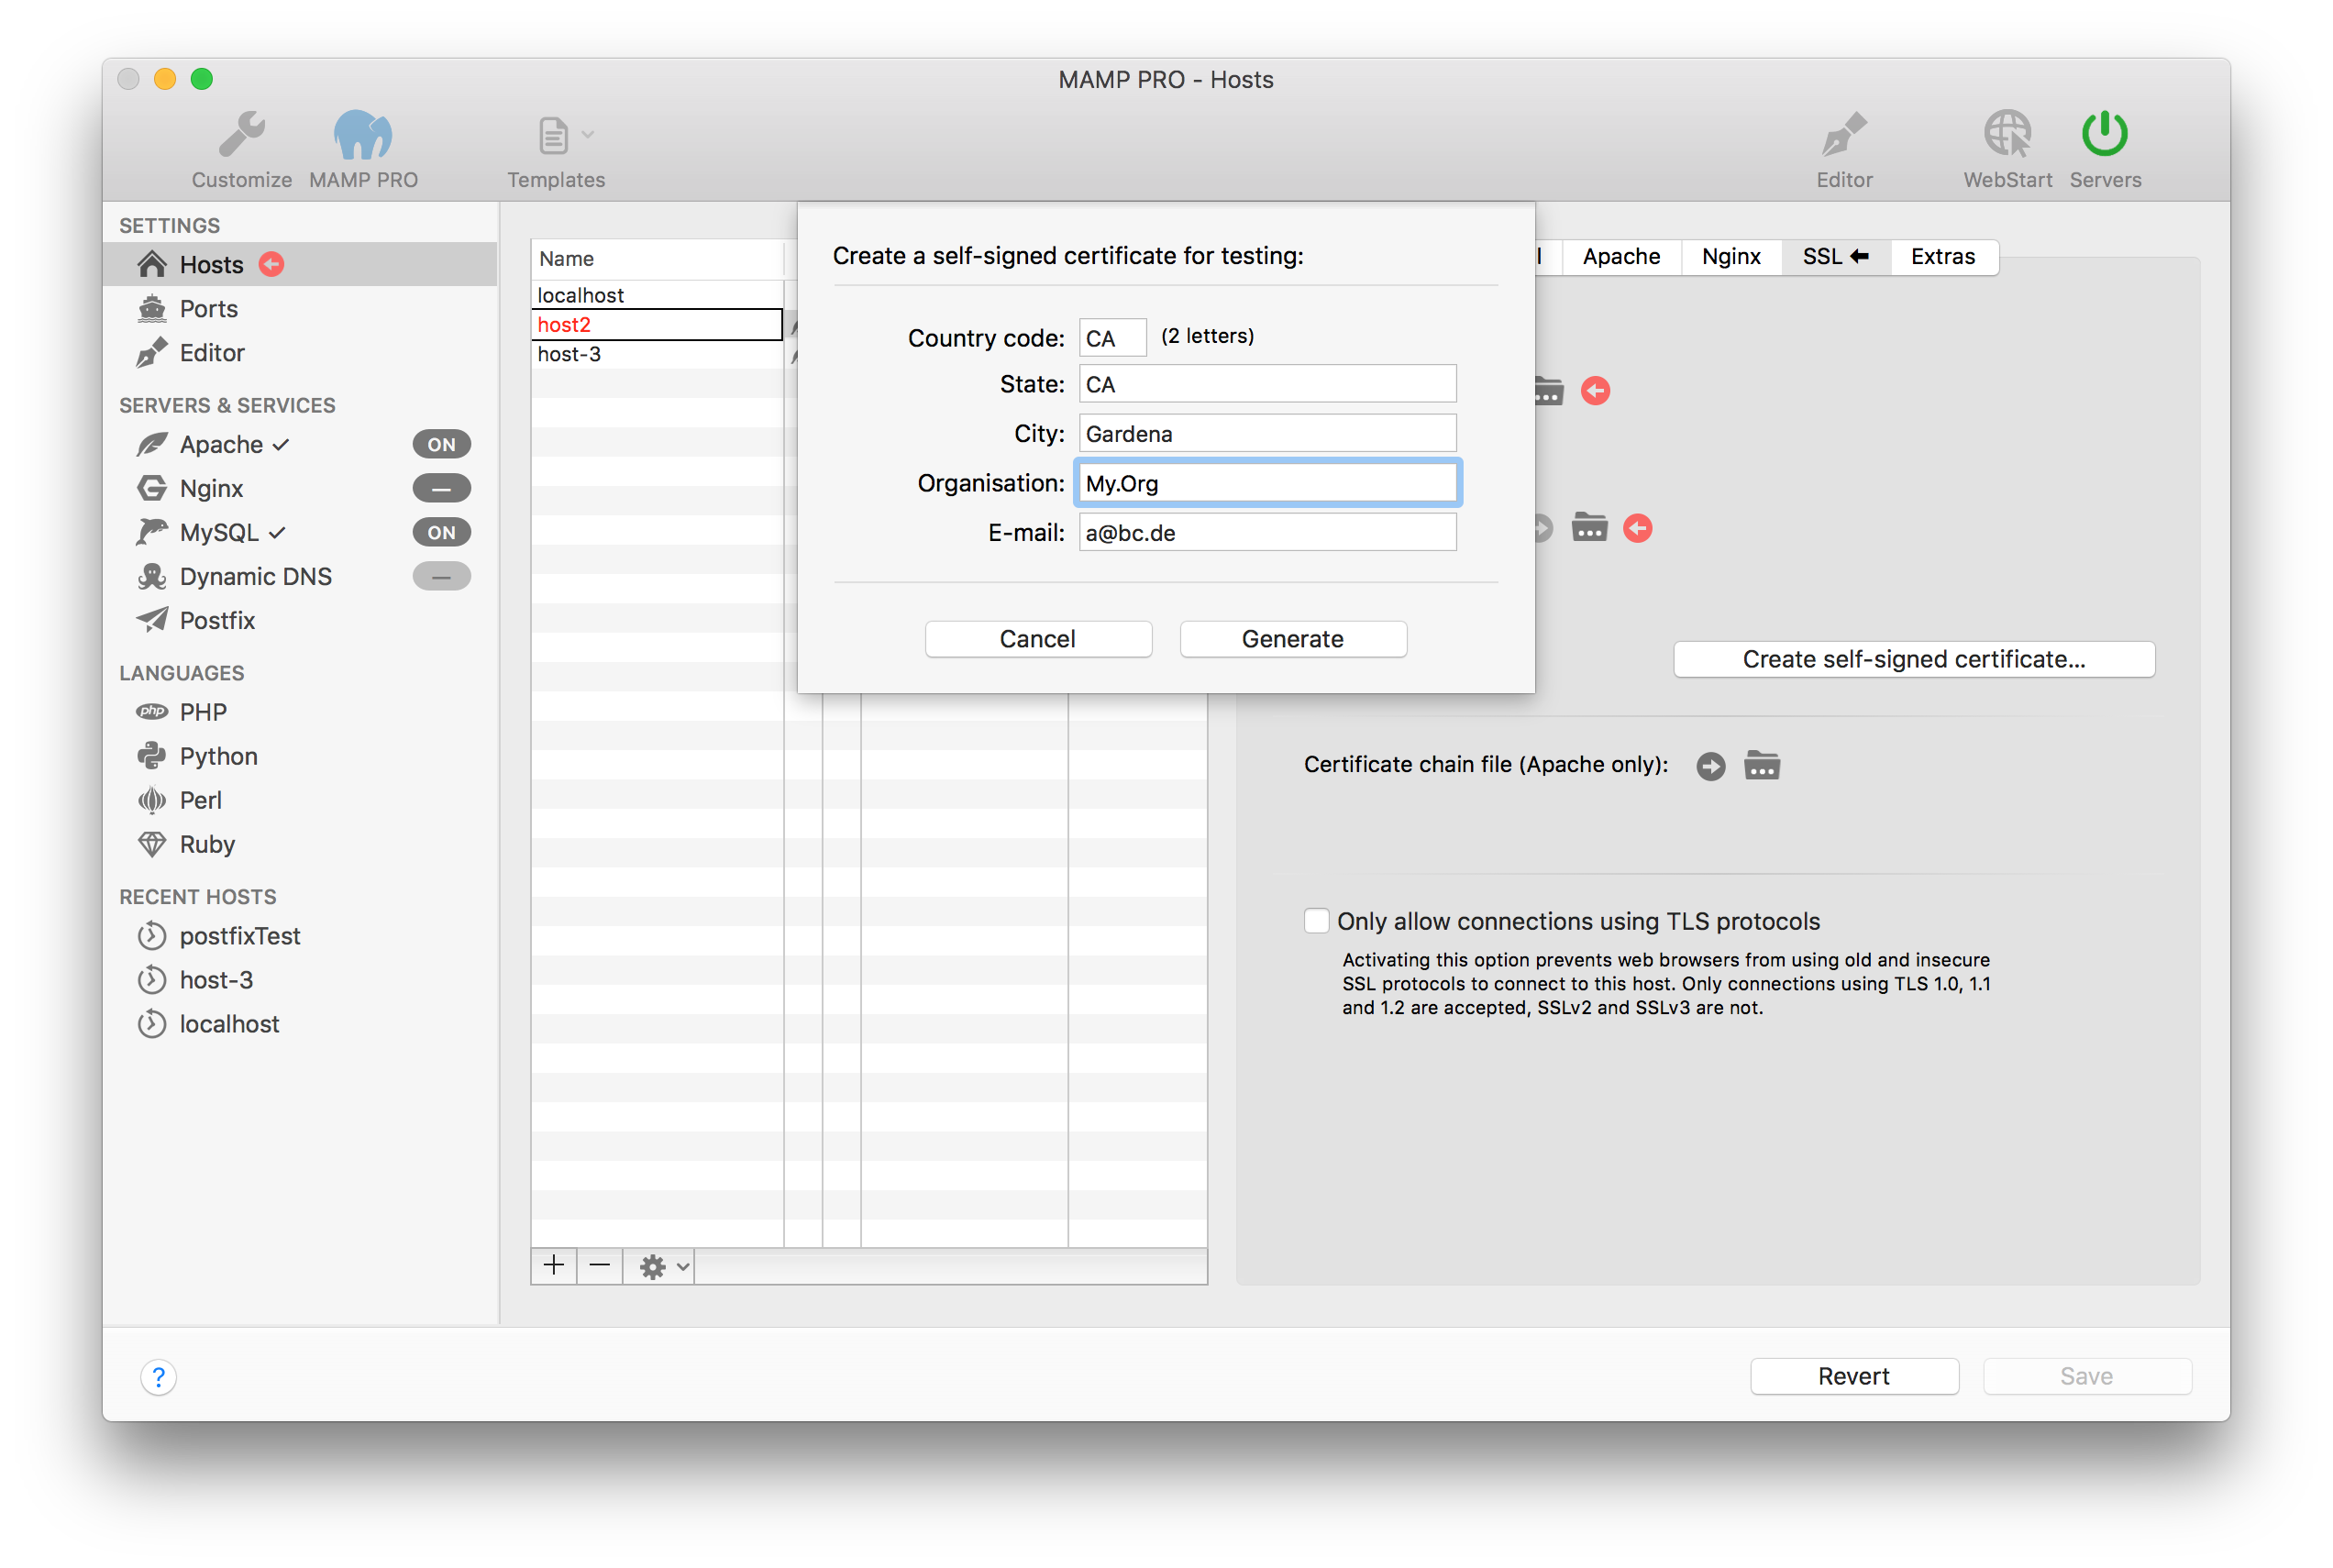 MAMP PRO - Hosts
Customize
MAMP PRO
Templates
Editor
WebStart
Servers
SETTINGS
Hosts
Ports
Editor
SERVERS & SERVICES
Apache ✓ ON
Nginx —
MySQL ✓ ON
Dynamic DNS —
Postfix
LANGUAGES
php PHP
Python
Perl
Ruby
RECENT HOSTS
postfixTest
host-3
localhost
Name
localhost
host2
host-3
Create a self-signed certificate for testing:
Country code: CA (2 letters)
State: CA
City: Gardena
Organisation: My.Org
E-mail: a@bc.de
Cancel
Generate
Apache
Nginx
SSL
Extras
Create self-signed certificate...
Certificate chain file (Apache only):
Only allow connections using TLS protocols
Activating this option prevents web browsers from using old and insecure
SSL protocols to connect to this host. Only connections using TLS 1.0, 1.1
and 1.2 are accepted, SSLv2 and SSLv3 are not.
?
Revert
Save